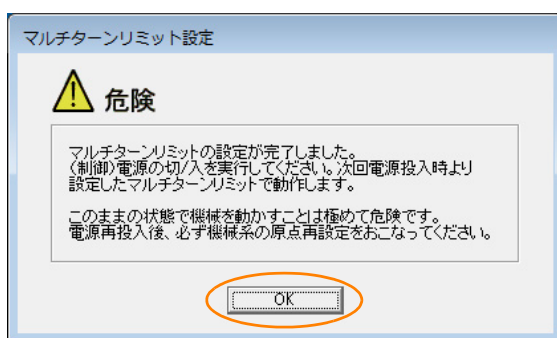 マルチターンリミット設定
危険
マルチターンリミットの設定が完了しました。
(制御)電源の切/入を実行してください。次回電源投入時より
設定したマルチターンリミットで動作します。
このままの状態で機械を動かすことは極めて危険です。
電源再投入後、必ず機械系の原点再設定をおこなってください。
OK